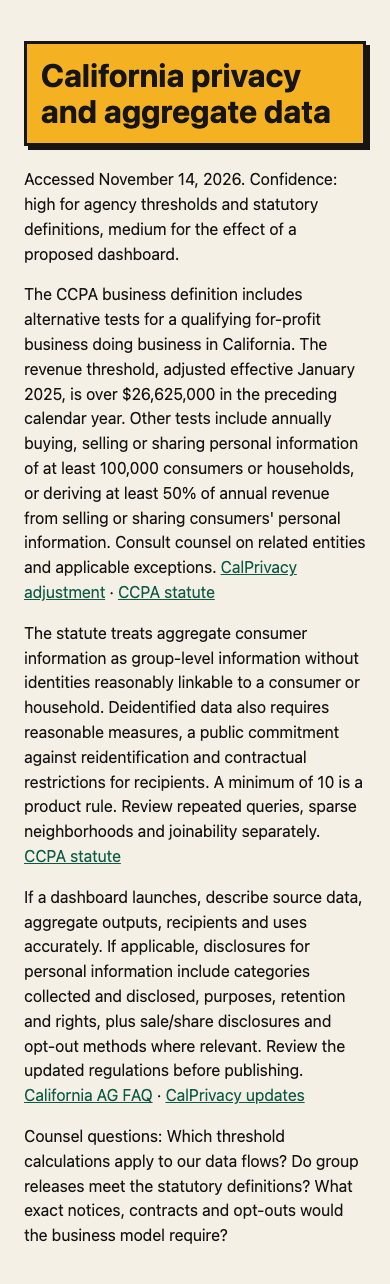 California privacy
and aggregate data
Accessed November 14, 2026. Confidence:
high for agency thresholds and statutory
definitions, medium for the effect of a
proposed dashboard.
The CCPA business definition includes
alternative tests for a qualifying for-profit
business doing business in California. The
revenue threshold, adjusted effective January
2025, is over $26,625,000 in the preceding
calendar year. Other tests include annually
buying, selling or sharing personal information
of at least 100,000 consumers or households,
or deriving at least 50% of annual revenue
from selling or sharing consumers' personal
information. Consult counsel on related entities
and applicable exceptions. CalPrivacy
adjustment · CCPA statute
The statute treats aggregate consumer
information as group-level information without
identities reasonably linkable to a consumer or
household. Deidentified data also requires
reasonable measures, a public commitment
against reidentification and contractual
restrictions for recipients. A minimum of 10 is a
product rule. Review repeated queries, sparse
neighborhoods and joinability separately.
CCPA statute
If a dashboard launches, describe source data,
aggregate outputs, recipients and uses
accurately. If applicable, disclosures for
personal information include categories
collected and disclosed, purposes, retention
and rights, plus sale/share disclosures and
opt-out methods where relevant. Review the
updated regulations before publishing.
California AG FAQ · CalPrivacy updates
Counsel questions: Which threshold
calculations apply to our data flows? Do group
releases meet the statutory definitions? What
exact notices, contracts and opt-outs would
the business model require?